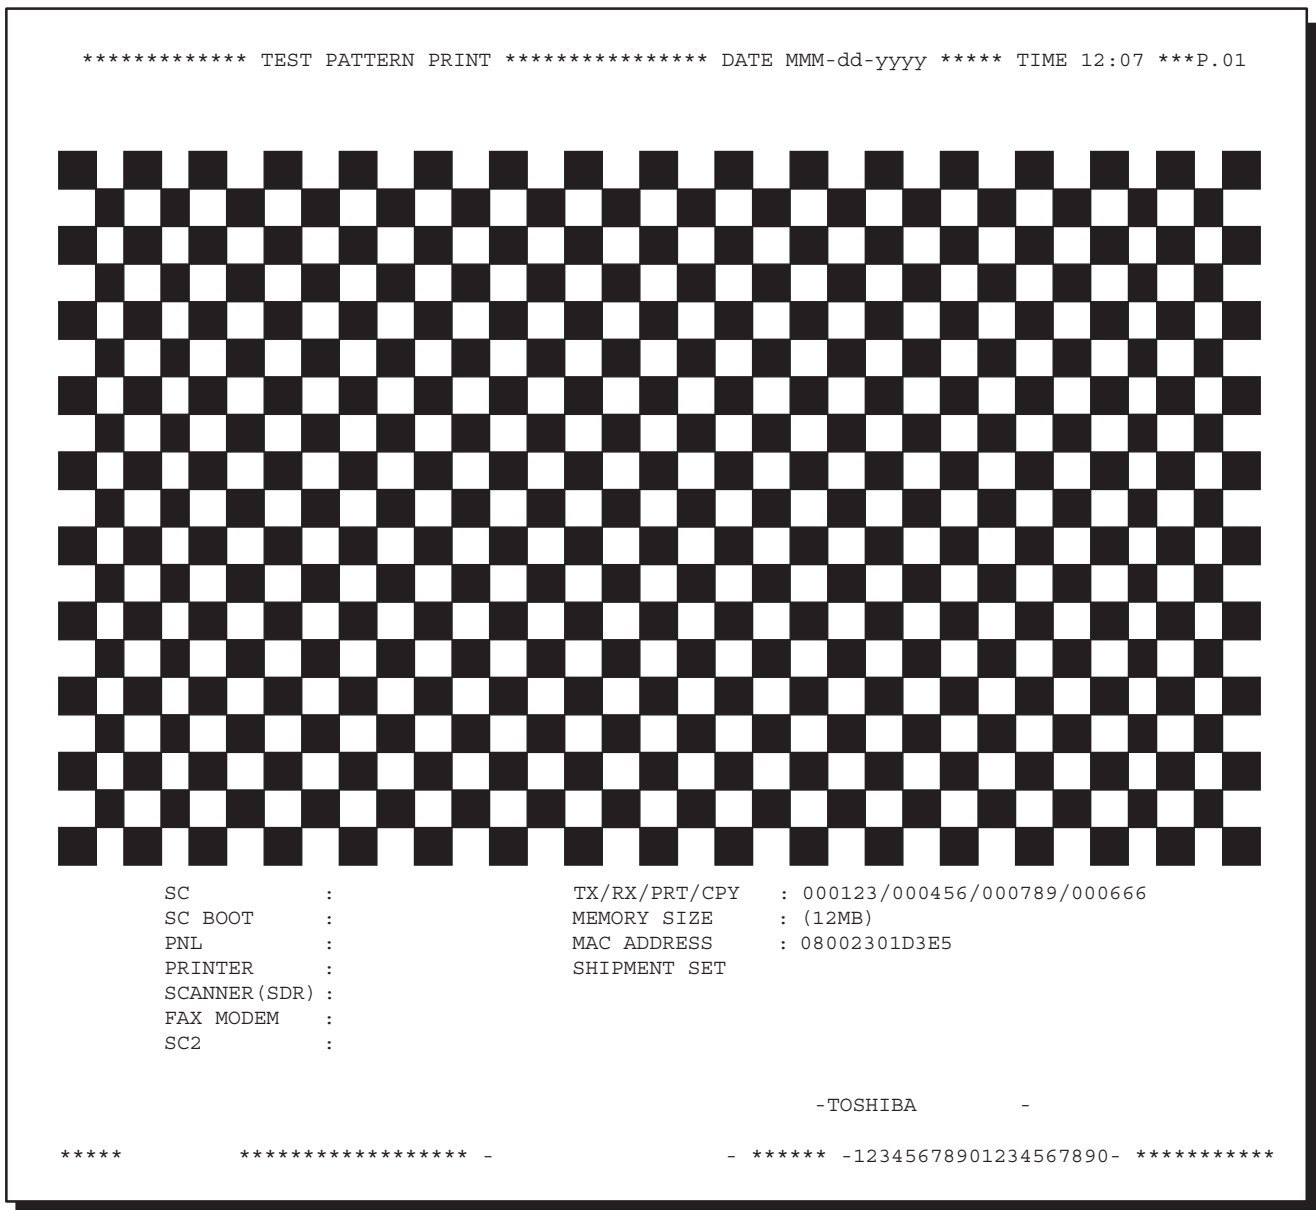 ************* TEST PATTERN PRINT **************** DATE MMM-dd-yyyy ***** TIME 12:07 ***P.01
SC : TX/RX/PRT/CPY : 000123/000456/000789/000666
SC BOOT : MEMORY SIZE : (12MB)
PNL : MAC ADDRESS : 08002301D3E5
PRINTER : SHIPMENT SET
SCANNER(SDR) :
FAX MODEM :
SC2 :
-TOSHIBA -
***** ****************** - - ****** -12345678901234567890- ***********